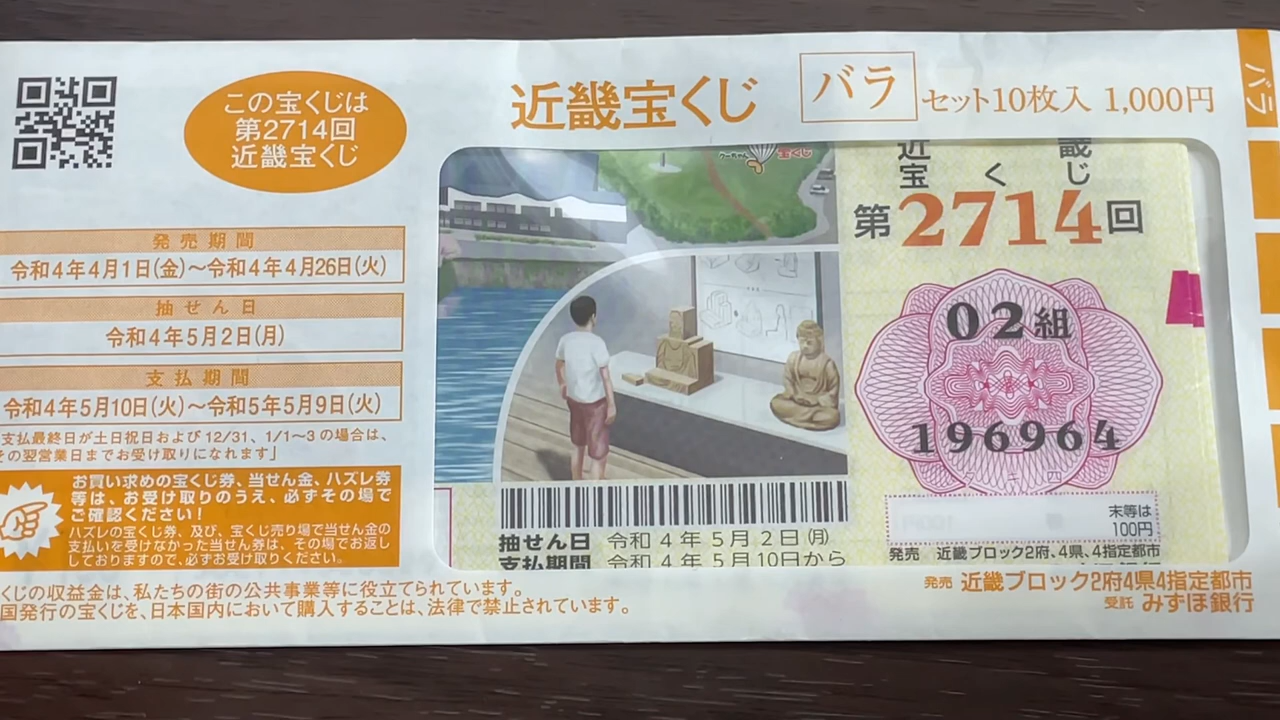 この宝くじは
第2714回
近畿宝くじ
近畿宝くじ バラ セット10枚入 1,000円
バラ
発売期間
令和4年4月1日(金)～令和4年4月26日(火)
抽せん日
令和4年5月2日(月)
支払期間
令和4年5月10日(火)～令和5年5月9日(火)
支払最終日が土日祝日および12/31、1/1～3の場合は、
その翌営業日までお受け取りになれます」
お買い求めの宝くじ券、当せん金、ハズレ券
等は、お受け取りのうえ、必ずその場で
ご確認ください！
ハズレの宝くじ券、及び、宝くじ売り場で当せん金の
支払いを受けなかった当せん券は、その場でお返し
しておりますので、必ずお受け取りください。
くじの収益金は、私たちの街の公共事業等に役立てられています。
国発行の宝くじを、日本国内において購入することは、法律で禁止されています。
クーちゃん 宝くじ
近畿
宝くじ
第2714回
02組
196964
末等は
100円
発売 近畿ブロック2府、4県、4指定都市
抽せん日 令和4年5月2日(月)
支払期間 令和4年5月10日から
発売 近畿ブロック2府4県4指定都市
受託 みずほ銀行